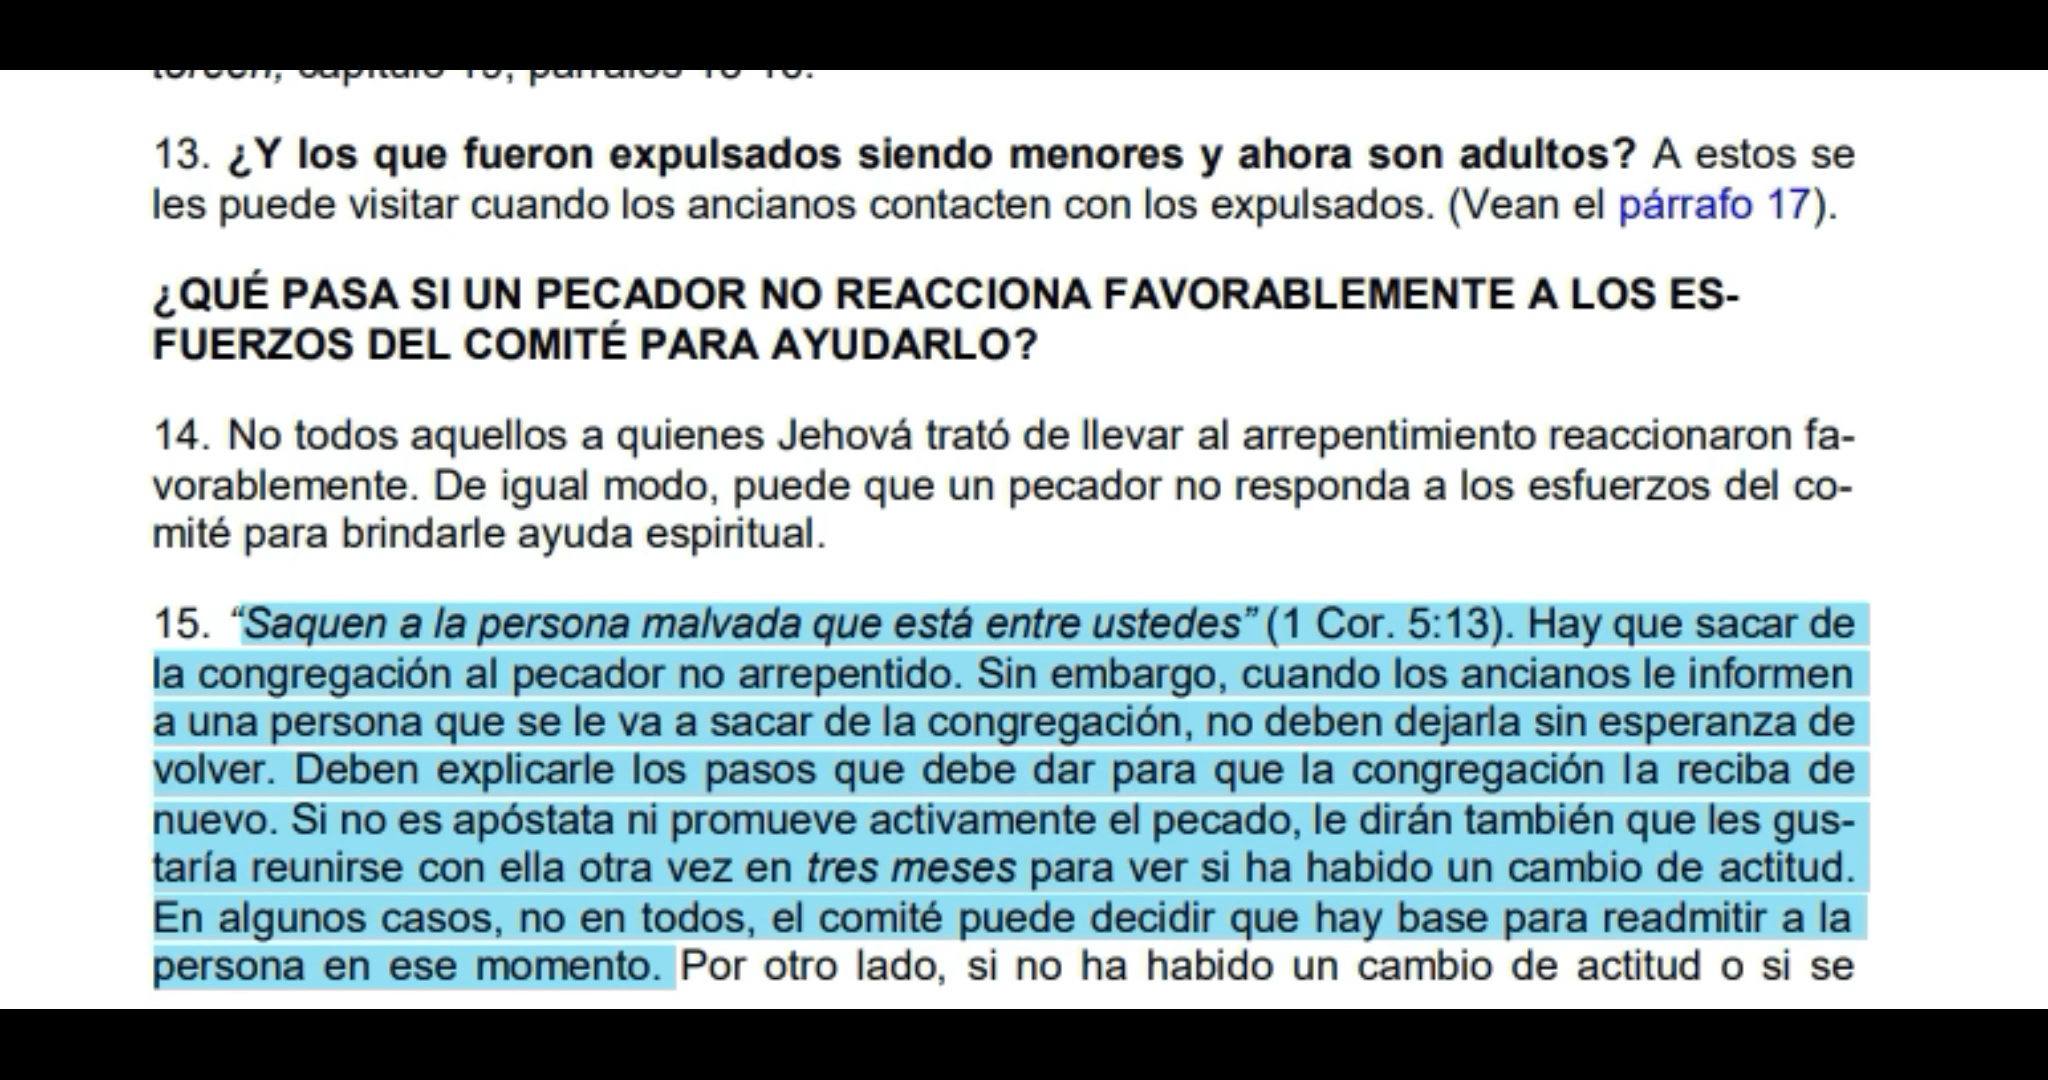 13. ¿Y los que fueron expulsados siendo menores y ahora son adultos? A estos se
les puede visitar cuando los ancianos contacten con los expulsados. (Vean el párrafo 17).
¿QUÉ PASA SI UN PECADOR NO REACCIONA FAVORABLEMENTE A LOS ES-
FUERZOS DEL COMITÉ PARA AYUDARLO?
14. No todos aquellos a quienes Jehová trató de llevar al arrepentimiento reaccionaron fa-
vorablemente. De igual modo, puede que un pecador no responda a los esfuerzos del co-
mité para brindarle ayuda espiritual.
15. “Saquen a la persona malvada que está entre ustedes” (1 Cor. 5:13). Hay que sacar de
la congregación al pecador no arrepentido. Sin embargo, cuando los ancianos le informen
a una persona que se le va a sacar de la congregación, no deben dejarla sin esperanza de
volver. Deben explicarle los pasos que debe dar para que la congregación la reciba de
nuevo. Si no es apóstata ni promueve activamente el pecado, le dirán también que les gus-
taría reunirse con ella otra vez en tres meses para ver si ha habido un cambio de actitud.
En algunos casos, no en todos, el comité puede decidir que hay base para readmitir a la
persona en ese momento. Por otro lado, si no ha habido un cambio de actitud o si se